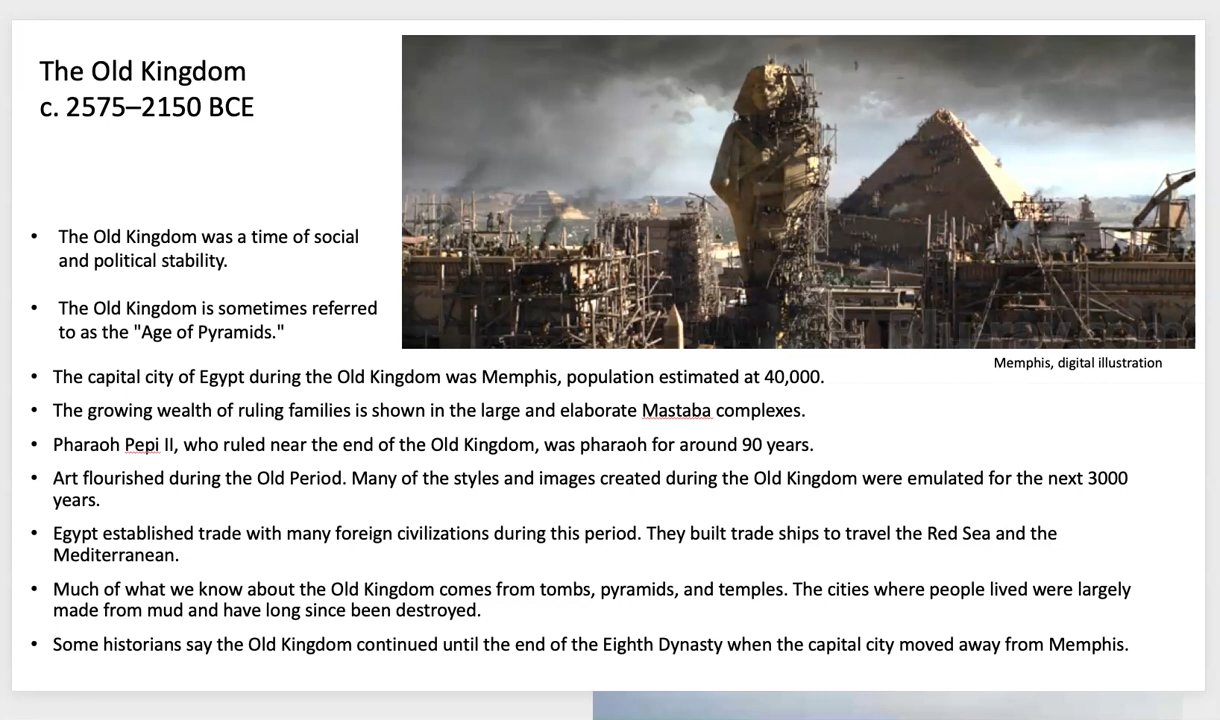 The Old Kingdom
c. 2575–2150 BCE
• The Old Kingdom was a time of social
and political stability.
• The Old Kingdom is sometimes referred
to as the "Age of Pyramids."
Memphis, digital illustration
• The capital city of Egypt during the Old Kingdom was Memphis, population estimated at 40,000.
• The growing wealth of ruling families is shown in the large and elaborate Mastaba complexes.
• Pharaoh Pepi II, who ruled near the end of the Old Kingdom, was pharaoh for around 90 years.
• Art flourished during the Old Period. Many of the styles and images created during the Old Kingdom were emulated for the next 3000
years.
• Egypt established trade with many foreign civilizations during this period. They built trade ships to travel the Red Sea and the
Mediterranean.
• Much of what we know about the Old Kingdom comes from tombs, pyramids, and temples. The cities where people lived were largely
made from mud and have long since been destroyed.
• Some historians say the Old Kingdom continued until the end of the Eighth Dynasty when the capital city moved away from Memphis.